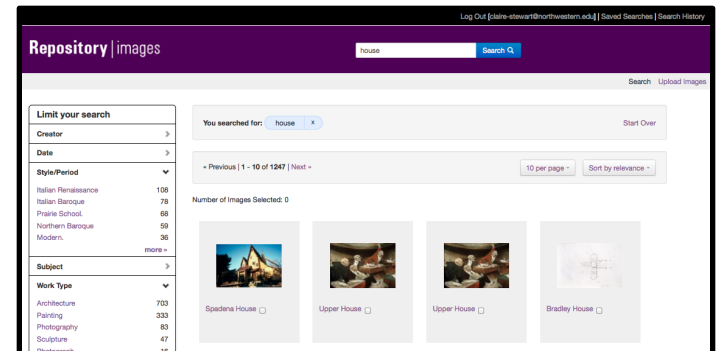 Log Out [claire-stewart@northwestern.edu] | Saved Searches | Search History
Repository | images
house
Search
Search Upload Images
Limit your search
Creator
Date
Style/Period
Italian Renaissance 108
Italian Baroque 78
Prairie School. 68
Northern Baroque 59
Modern. 36
more »
Subject
Work Type
Architecture 703
Painting 333
Photography 83
Sculpture 47
Photograph 16
You searched for: house x
Start Over
« Previous | 1 - 10 of 1247 | Next »
10 per page
Sort by relevance
Number of Images Selected: 0
Spadena House
Upper House
Upper House
Bradley House